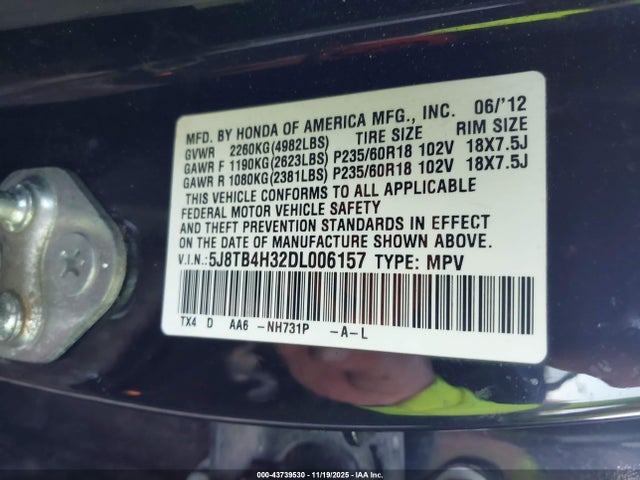 MFD. BY HONDA OF AMERICA MFG., INC. 06/'12
GVWR 2260KG(4982LBS) TIRE SIZE RIM SIZE
GAWR F 1190KG(2623LBS) P235/60R18 102V 18X7.5J
GAWR R 1080KG(2381LBS) P235/60R18 102V 18X7.5J
THIS VEHICLE CONFORMS TO ALL APPLICABLE
FEDERAL MOTOR VEHICLE SAFETY
AND THEFT PREVENTION STANDARDS IN EFFECT
ON THE DATE OF MANUFACTURE SHOWN ABOVE.
V.I.N.:5J8TB4H32DL006157 TYPE: MPV
TX4 D AA6 -NH731P -A-L
000-43739530 - 11/19/2025 - IAA Inc.